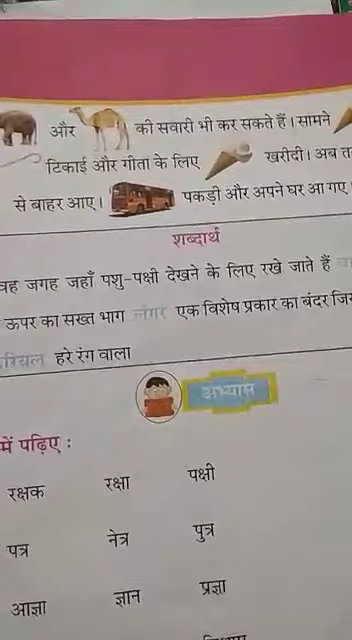 और की सवारी भी कर सकते हैं। सामने
टिकाई और गीता के लिए खरीदी। अब
से बाहर आए। पकड़ी और अपने घर आ गए
शब्दार्थ
वह जगह जहाँ पशु-पक्षी देखने के लिए रखे जाते हैं
ऊपर का सख्त भाग लंगूर एक विशेष प्रकार का बंदर
हरे रंग वाला
अभ्यास
में पढ़िए :
रक्षक रक्षा पक्षी
पत्र नेत्र पुत्र
आज्ञा ज्ञान प्रज्ञा